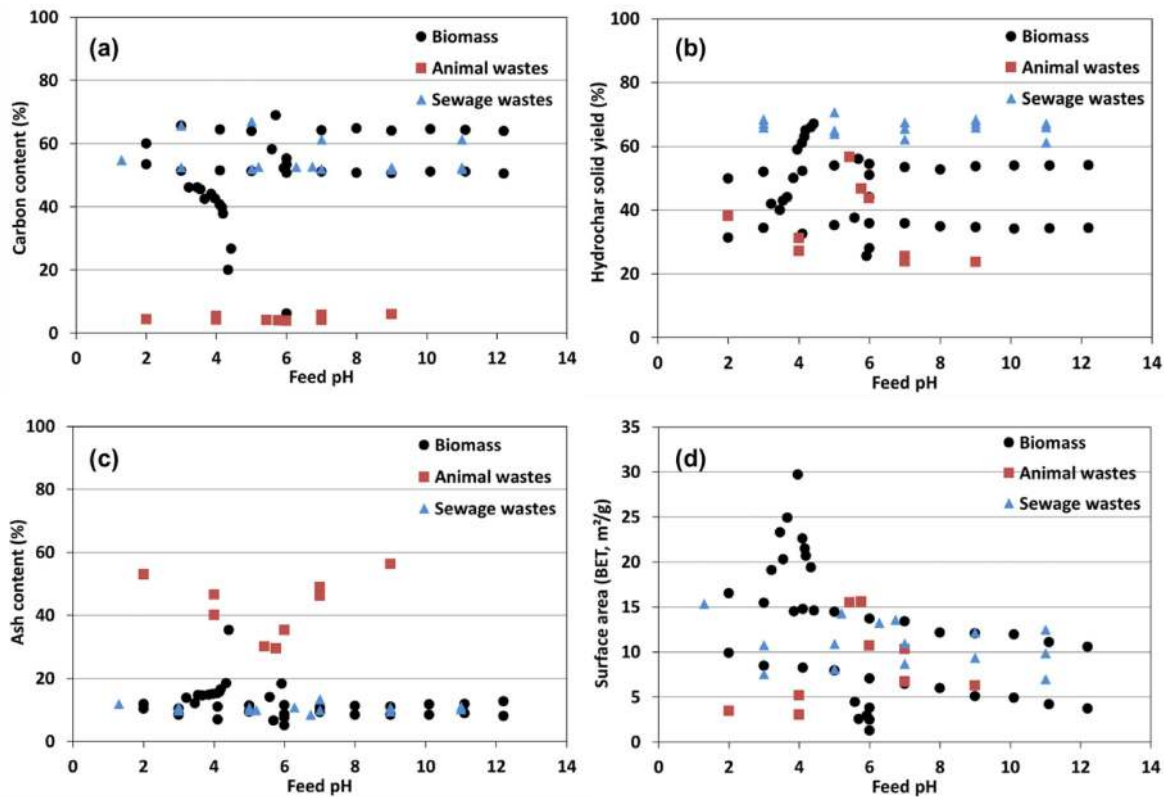 (a)
Biomass
Animal wastes
Sewage wastes
Carbon content (%)
100
80
60
40
20
0
2 4 6 8 10 12 14
Feed pH
(b)
Biomass
Animal wastes
Sewage wastes
Hydrochar solid yield (%)
100
80
60
40
20
0
0 2 4 6 8 10 12 14
Feed pH
(c)
Biomass
Animal wastes
Sewage wastes
Ash content (%)
100
80
60
40
20
0
0 2 4 6 8 10 12 14
Feed pH
(d)
Biomass
Animal wastes
Sewage wastes
Surface area (BET, m²/g)
35
30
25
20
15
10
5
0
0 2 4 6 8 10 12 14
Feed pH